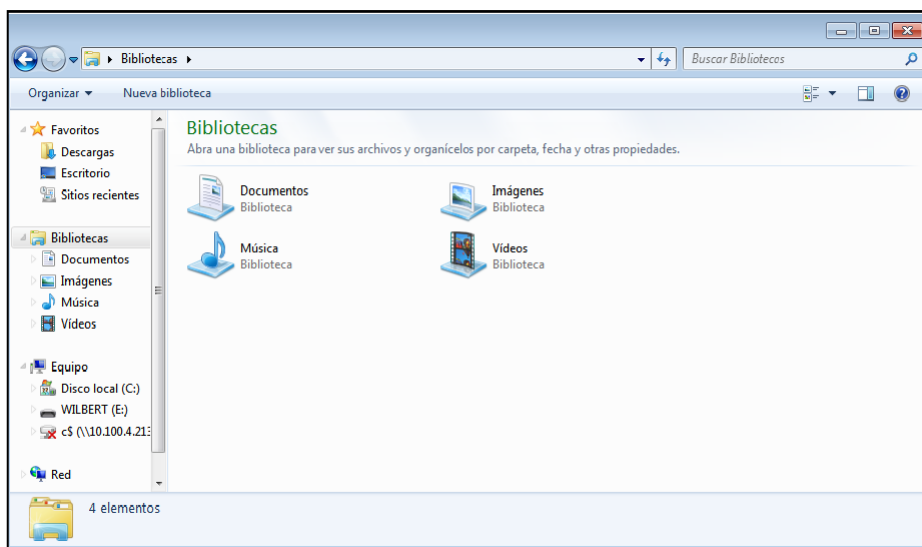 Bibliotecas
Buscar Bibliotecas
Organizar
Nueva biblioteca
Favoritos
Descargas
Escritorio
Sitios recientes
Bibliotecas
Documentos
Imágenes
Música
Vídeos
Equipo
Disco local (C:)
WILBERT (E:)
c$ (\\10.100.4.213
Red
Bibliotecas
Abra una biblioteca para ver sus archivos y organícelos por carpeta, fecha y otras propiedades.
Documentos
Biblioteca
Imágenes
Biblioteca
Música
Biblioteca
Vídeos
Biblioteca
4 elementos